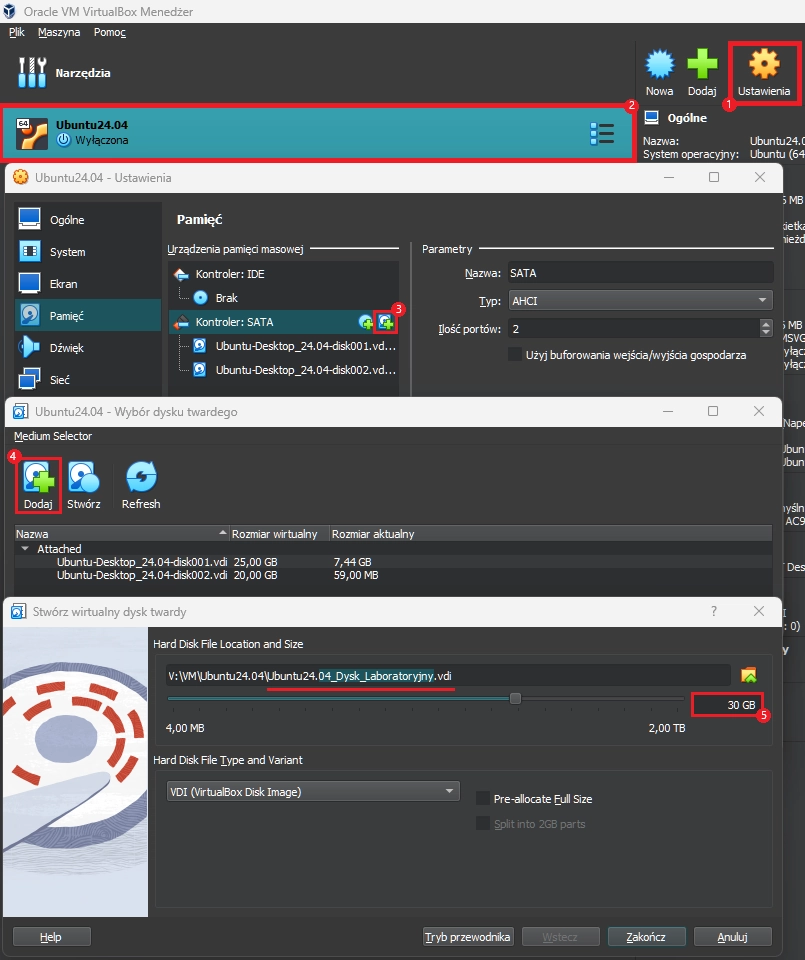 Oracle VM VirtualBox Menedżer
Plik Maszyna Pomoc
Narzędzia
Nowa Dodaj Ustawienia
1
2
64
Ubuntu24.04
Wyłączona
Ogólne
Nazwa: Ubuntu24.0
System operacyjny: Ubuntu (64
Ubuntu24.04 - Ustawienia
Ogólne
System
Ekran
Pamięć
Dźwięk
Sieć
Pamięć
Urządzenia pamięci masowej
Kontroler: IDE
Brak
3
Kontroler: SATA
Ubuntu-Desktop_24.04-disk001.vd...
Ubuntu-Desktop_24.04-disk002.vd...
Parametry
Nazwa: SATA
Typ: AHCI
Ilość portów: 2
Użyj buforowania wejścia/wyjścia gospodarza
Ubuntu24.04 - Wybór dysku twardego
Medium Selector
4
Dodaj Stwórz Refresh
Nazwa Rozmiar wirtualny Rozmiar aktualny
Attached
Ubuntu-Desktop_24.04-disk001.vdi 25,00 GB 7,44 GB
Ubuntu-Desktop_24.04-disk002.vdi 20,00 GB 59,00 MB
Stwórz wirtualny dysk twardy
?
Hard Disk File Location and Size
V:\VM\Ubuntu24.04\Ubuntu24.04_Dysk_Laboratoryjny.vdi
30 GB
5
4,00 MB 2,00 TB
Hard Disk File Type and Variant
VDI (VirtualBox Disk Image)
Pre-allocate Full Size
Split into 2GB parts
Help Tryb przewodnika Wstecz Zakończ Anuluj